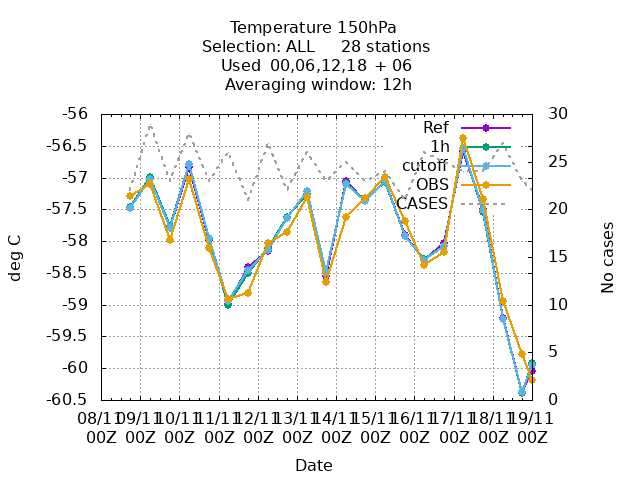 Temperature 150hPa
Selection: ALL 28 stations
Used 00,06,12,18 + 06
Averaging window: 12h
-56
-56.5
-57
-57.5
-58
-58.5
-59
-59.5
-60
-60.5
30
25
20
15
10
5
0
Ref
1h
cutoff
OBS
CASES
deg C
No cases
08/11 09/11 10/11 11/11 12/11 13/11 14/11 15/11 16/11 17/11 18/11 19/11
00Z 00Z 00Z 00Z 00Z 00Z 00Z 00Z 00Z 00Z 00Z 00Z
Date